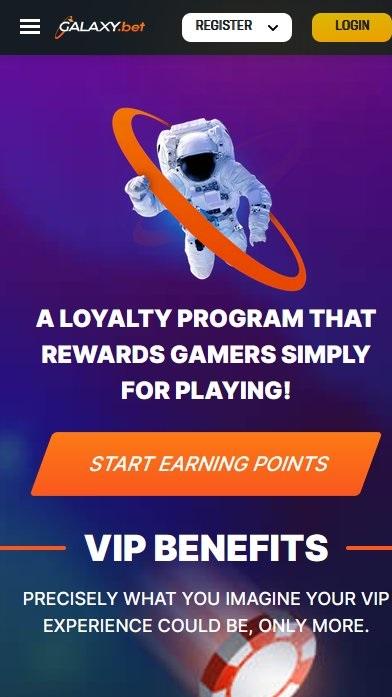 GALAXY.bet
REGISTER
LOGIN
A LOYALTY PROGRAM THAT
REWARDS GAMERS SIMPLY
FOR PLAYING!
START EARNING POINTS
VIP BENEFITS
PRECISELY WHAT YOU IMAGINE YOUR VIP
EXPERIENCE COULD BE, ONLY MORE.